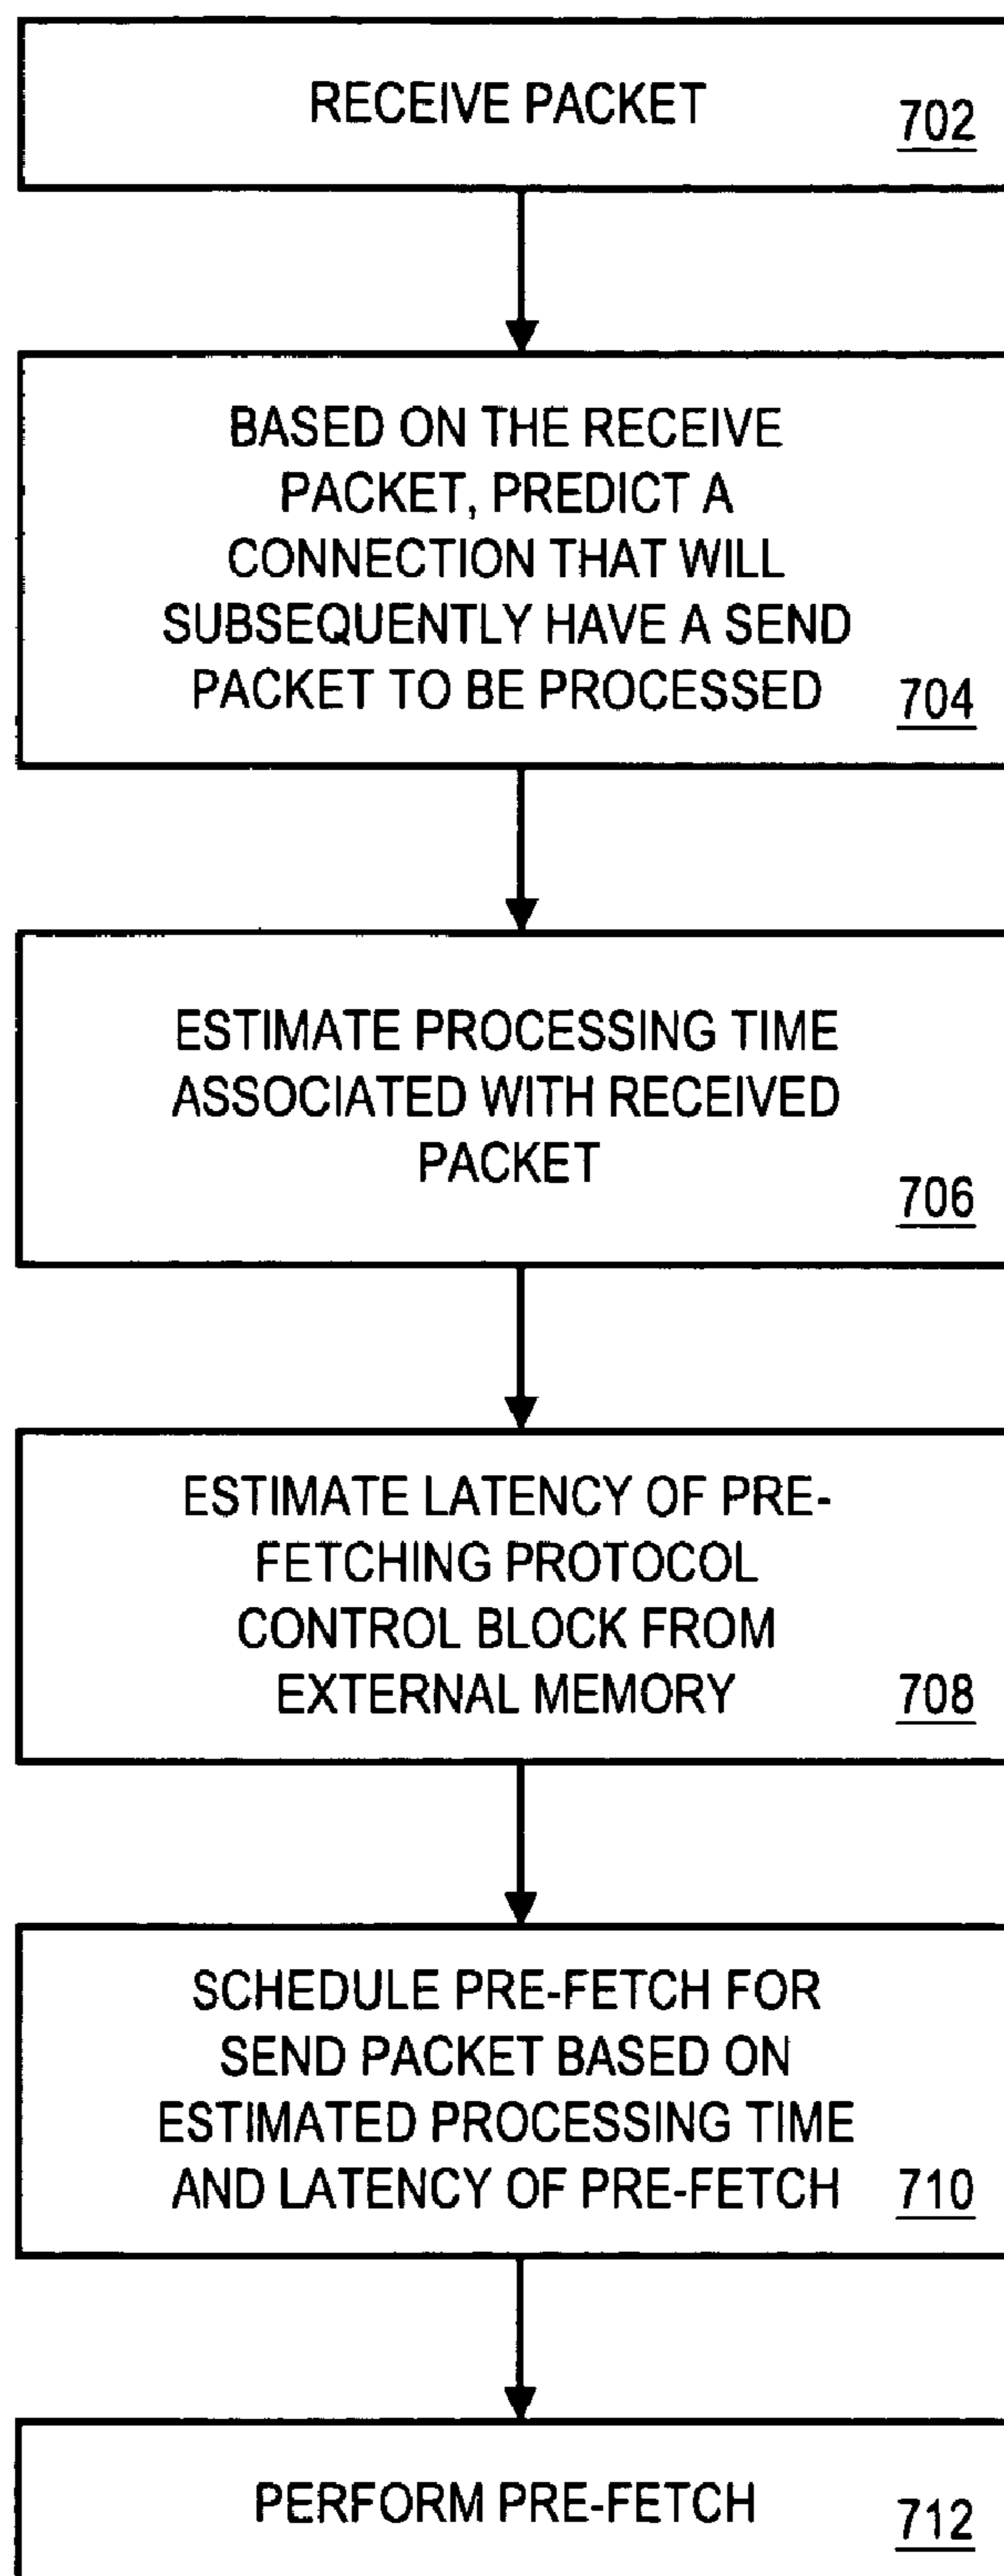 RECEIVE PACKET
702
BASED ON THE RECEIVE
PACKET, PREDICT A
CONNECTION THAT WILL
SUBSEQUENTLY HAVE A SEND
PACKET TO BE PROCESSED
704
ESTIMATE PROCESSING TIME
ASSOCIATED WITH RECEIVED
PACKET
706
ESTIMATE LATENCY OF PRE-
FETCHING PROTOCOL
CONTROL BLOCK FROM
EXTERNAL MEMORY
708
SCHEDULE PRE-FETCH FOR
SEND PACKET BASED ON
ESTIMATED PROCESSING TIME
AND LATENCY OF PRE-FETCH
710
PERFORM PRE-FETCH
712